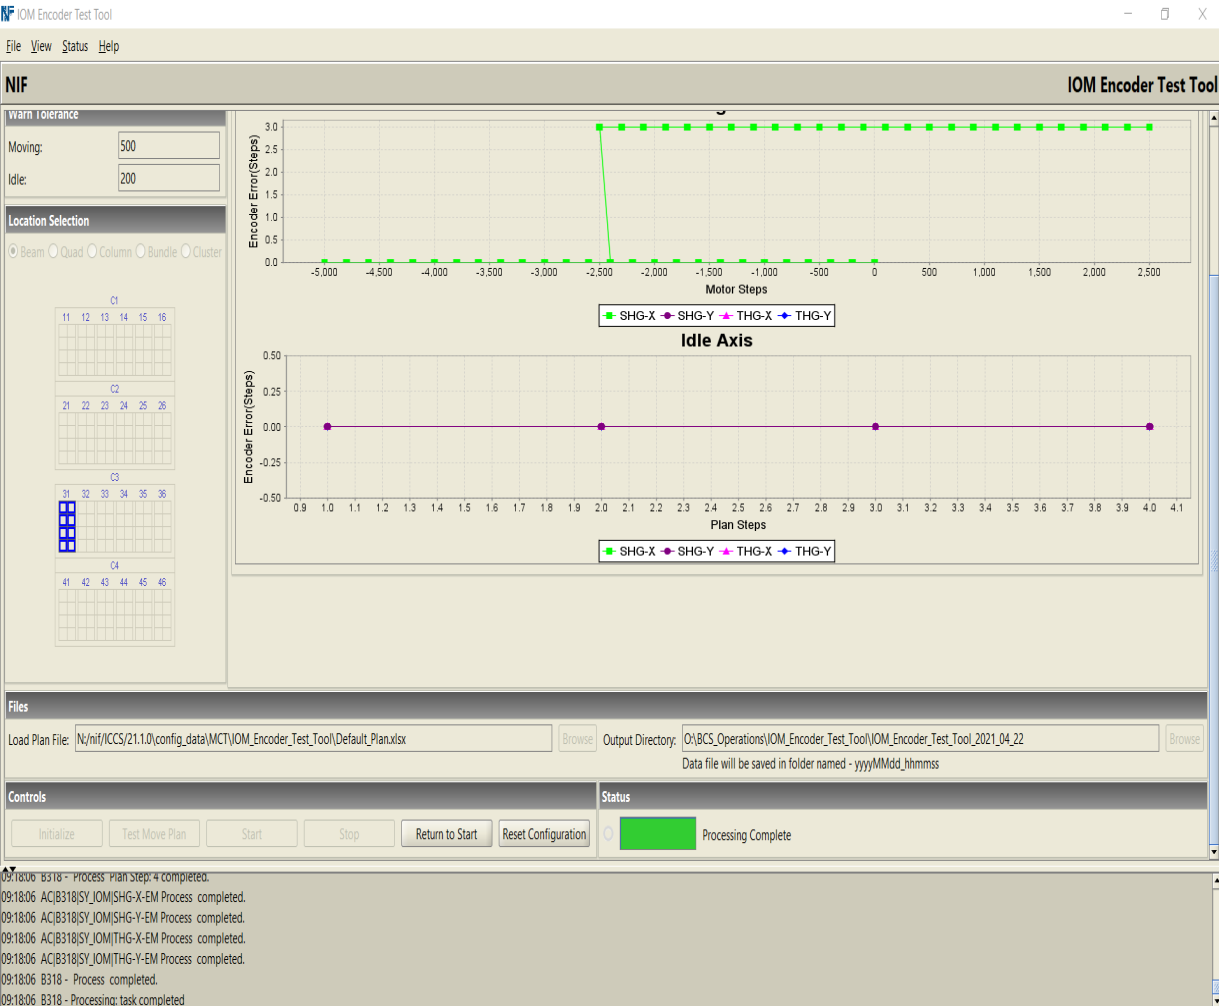 NIF IOM Encoder Test Tool
File View Status Help
NIF
IOM Encoder Test Tool
Warn Tolerance
Moving: 500
Idle: 200
Location Selection
Beam Quad Column Bundle Cluster
C1
11 12 13 14 15 16
C2
21 22 23 24 25 26
C3
31 32 33 34 35 36
C4
41 42 43 44 45 46
Encoder Error(Steps)
3.0
2.5
2.0
1.5
1.0
0.5
0.0
-5,000 -4,500 -4,000 -3,500 -3,000 -2,500 -2,000 -1,500 -1,000 -500 0 500 1,000 1,500 2,000 2,500
Motor Steps
SHG-X SHG-Y THG-X THG-Y
Idle Axis
Encoder Error(Steps)
0.50
0.25
0.00
-0.25
-0.50
0.9 1.0 1.1 1.2 1.3 1.4 1.5 1.6 1.7 1.8 1.9 2.0 2.1 2.2 2.3 2.4 2.5 2.6 2.7 2.8 2.9 3.0 3.1 3.2 3.3 3.4 3.5 3.6 3.7 3.8 3.9 4.0 4.1
Plan Steps
SHG-X SHG-Y THG-X THG-Y
Files
Load Plan File: N:/nif/ICCS/21.1.0\config_data\MCT\IOM_Encoder_Test_Tool\Default_Plan.xlsx Browse Output Directory: O:\BCS_Operations\IOM_Encoder_Test_Tool\IOM_Encoder_Test_Tool_2021_04_22 Browse
Data file will be saved in folder named - yyyyMMdd_hhmmss
Controls
Initialize Test Move Plan Start Stop Return to Start Reset Configuration
Status
Processing Complete
09:18:06 B318 - Process Plan Step: 4 completed.
09:18:06 AC|B318|SY_IOM|SHG-X-EM Process completed.
09:18:06 AC|B318|SY_IOM|SHG-Y-EM Process completed.
09:18:06 AC|B318|SY_IOM|THG-X-EM Process completed.
09:18:06 AC|B318|SY_IOM|THG-Y-EM Process completed.
09:18:06 B318 - Process completed.
09:18:06 B318 - Processing: task completed